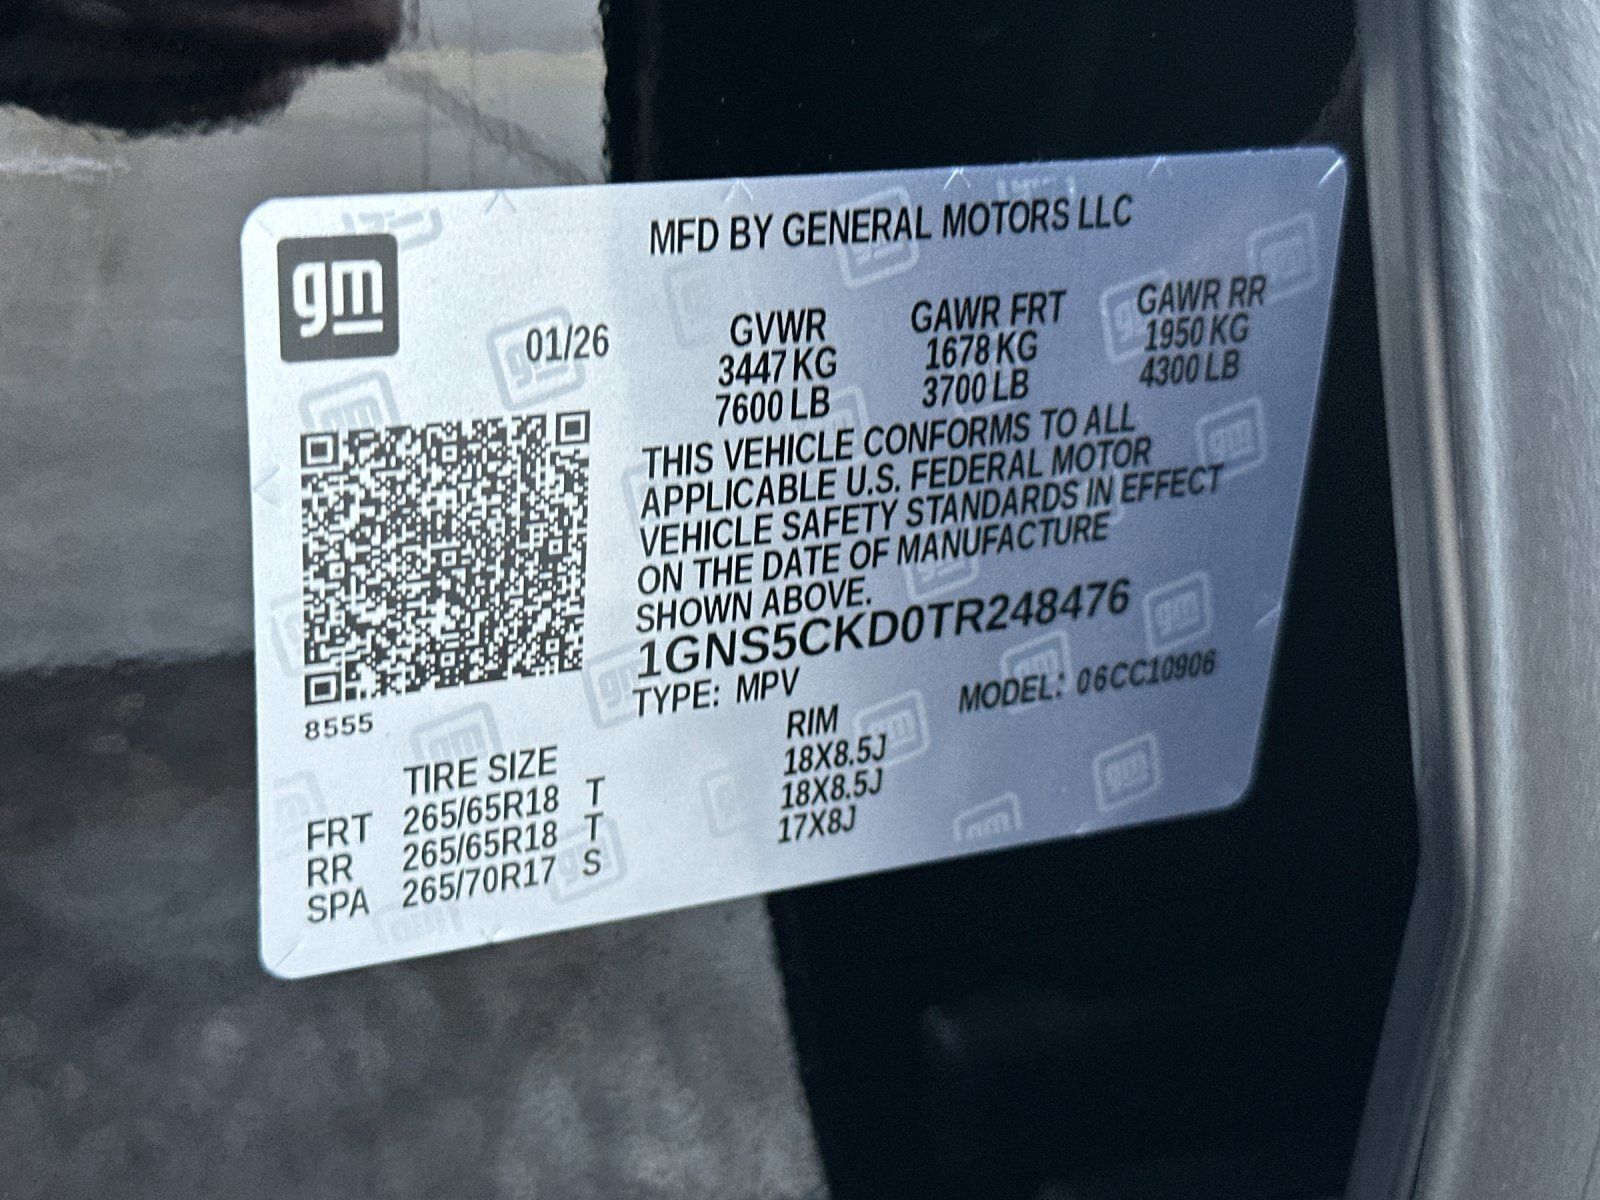 gm
MFD BY GENERAL MOTORS LLC
01/26
GVWR GAWR FRT GAWR RR
3447 KG 1678 KG 1950 KG
7600 LB 3700 LB 4300 LB
THIS VEHICLE CONFORMS TO ALL
APPLICABLE U.S. FEDERAL MOTOR
VEHICLE SAFETY STANDARDS IN EFFECT
ON THE DATE OF MANUFACTURE
SHOWN ABOVE.
1GNS5CKD0TR248476
TYPE: MPV MODEL: 06CC10906
8555
TIRE SIZE RIM
FRT 265/65R18 T 18X8.5J
RR 265/65R18 T 18X8.5J
SPA 265/70R17 S 17X8J